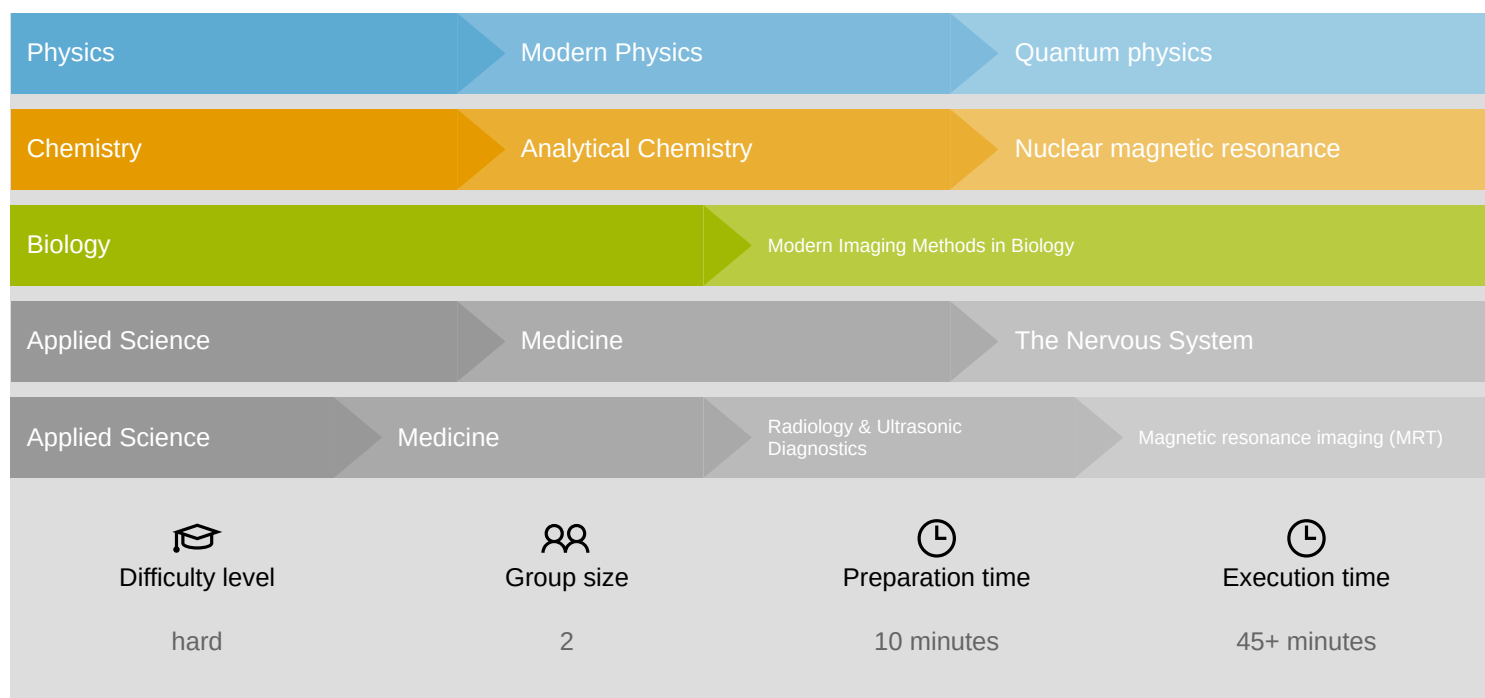 Physics Modern Physics Quantum physics
Chemistry Analytical Chemistry Nuclear magnetic resonance
Biology Modern Imaging Methods in Biology
Applied Science Medicine The Nervous System
Applied Science Medicine Radiology & Ultrasonic
Diagnostics Magnetic resonance imaging (MRT)
Difficulty level Group size Preparation time Execution time
hard 2 10 minutes 45+ minutes